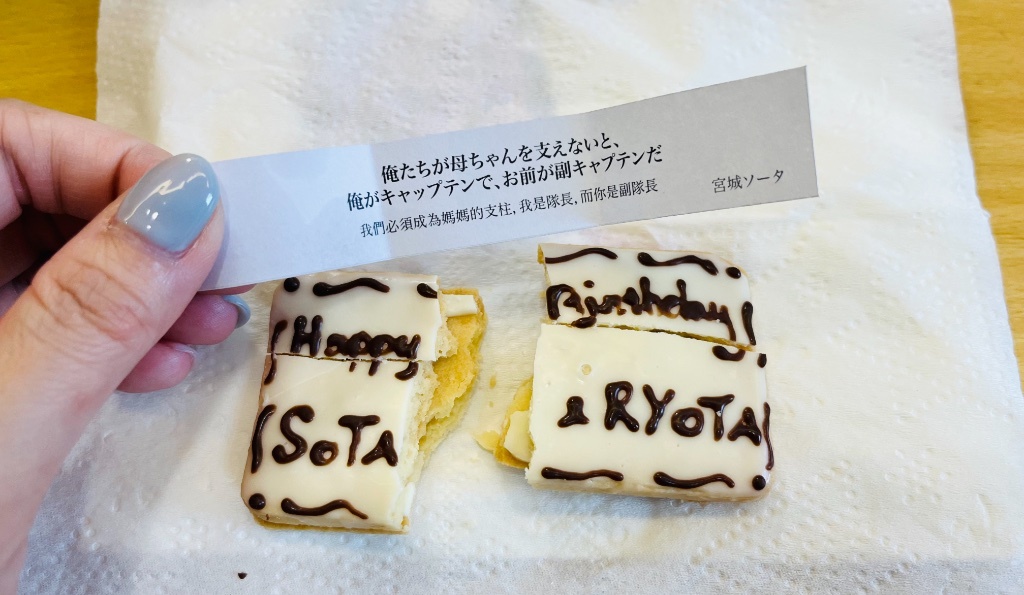 俺たちが母ちゃんを支えないと、
俺がキャップテンで、お前が副キャプテンだ
我們必須成為媽媽的支柱, 我是隊長, 而你是副隊長
宮城ソータ
Happy Birthday
SOTA & RYOTA